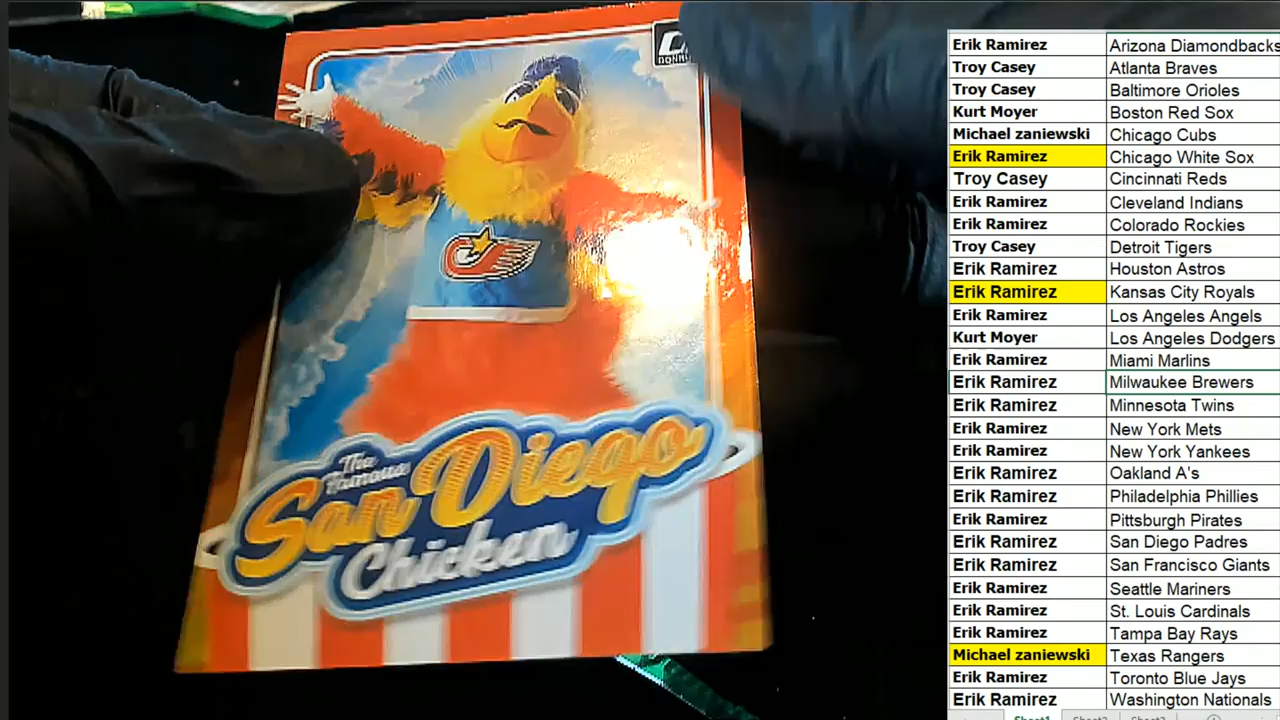 The
Famous
San Diego
Chicken
Erik Ramirez Arizona Diamondbacks
Troy Casey Atlanta Braves
Troy Casey Baltimore Orioles
Kurt Moyer Boston Red Sox
Michael zaniewski Chicago Cubs
Erik Ramirez Chicago White Sox
Troy Casey Cincinnati Reds
Erik Ramirez Cleveland Indians
Erik Ramirez Colorado Rockies
Troy Casey Detroit Tigers
Erik Ramirez Houston Astros
Erik Ramirez Kansas City Royals
Erik Ramirez Los Angeles Angels
Kurt Moyer Los Angeles Dodgers
Erik Ramirez Miami Marlins
Erik Ramirez Milwaukee Brewers
Erik Ramirez Minnesota Twins
Erik Ramirez New York Mets
Erik Ramirez New York Yankees
Erik Ramirez Oakland A's
Erik Ramirez Philadelphia Phillies
Erik Ramirez Pittsburgh Pirates
Erik Ramirez San Diego Padres
Erik Ramirez San Francisco Giants
Erik Ramirez Seattle Mariners
Erik Ramirez St. Louis Cardinals
Erik Ramirez Tampa Bay Rays
Michael zaniewski Texas Rangers
Erik Ramirez Toronto Blue Jays
Erik Ramirez Washington Nationals